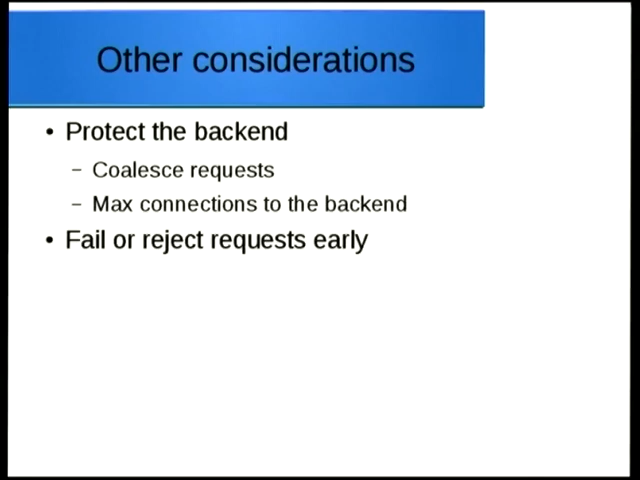 Other considerations
• Protect the backend
– Coalesce requests
– Max connections to the backend
• Fail or reject requests early